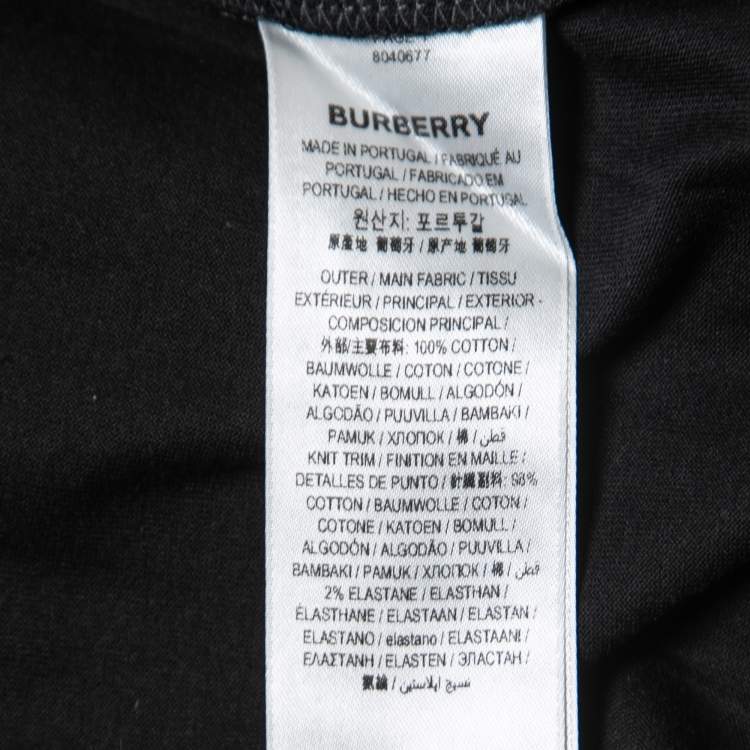 8040677
BURBERRY
MADE IN PORTUGAL / FABRIQUÉ AU
PORTUGAL / FABRICADO EM
PORTUGAL / HECHO EN PORTUGAL
원산지: 포르투갈
原產地 葡萄牙 / 原产地 葡萄牙
OUTER / MAIN FABRIC / TISSU
EXTÉRIEUR / PRINCIPAL / EXTERIOR -
COMPOSICION PRINCIPAL /
外部/主要布料: 100% COTTON /
BAUMWOLLE / COTON / COTONE /
KATOEN / BOMULL / ALGODÓN /
ALGODÃO / PUUVILLA / BAMBAKI /
PAMUK / ХЛОПОК / 棉 / قطن
KNIT TRIM / FINITION EN MAILLE /
DETALLES DE PUNTO / 針織副料: 98%
COTTON / BAUMWOLLE / COTON /
COTONE / KATOEN / BOMULL /
ALGODÓN / ALGODÃO / PUUVILLA /
BAMBAKI / PAMUK / ХЛОПОК / 棉 / قطن
2% ELASTANE / ELASTHAN /
ÉLASTHANE / ELASTAAN / ELASTAN /
ELASTANO / elastano / ELASTAANI /
ΕΛΑΣΤΑΝΗ / ELASTEN / ЭЛАСТАН /
نسيج ايلاستين /